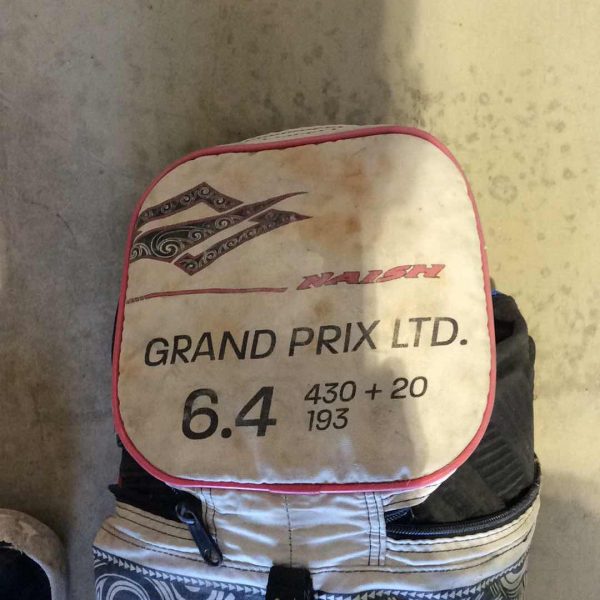 NAISH
GRAND PRIX LTD.
6.4 430 + 20
193